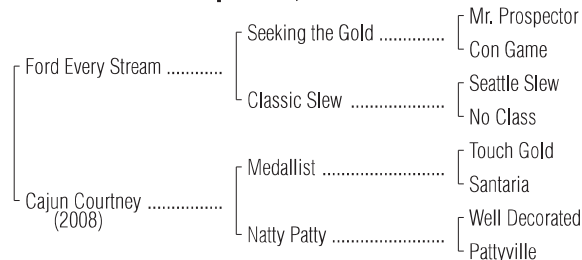 Mr. Prospector
Seeking the Gold ..............
Con Game
Ford Every Stream ...........
Seattle Slew
Classic Slew .....................
No Class
Touch Gold
Medallist ...........................
Santaria
Cajun Courtney ................
(2008)
Well Decorated
Natty Patty .......................
Pattyville